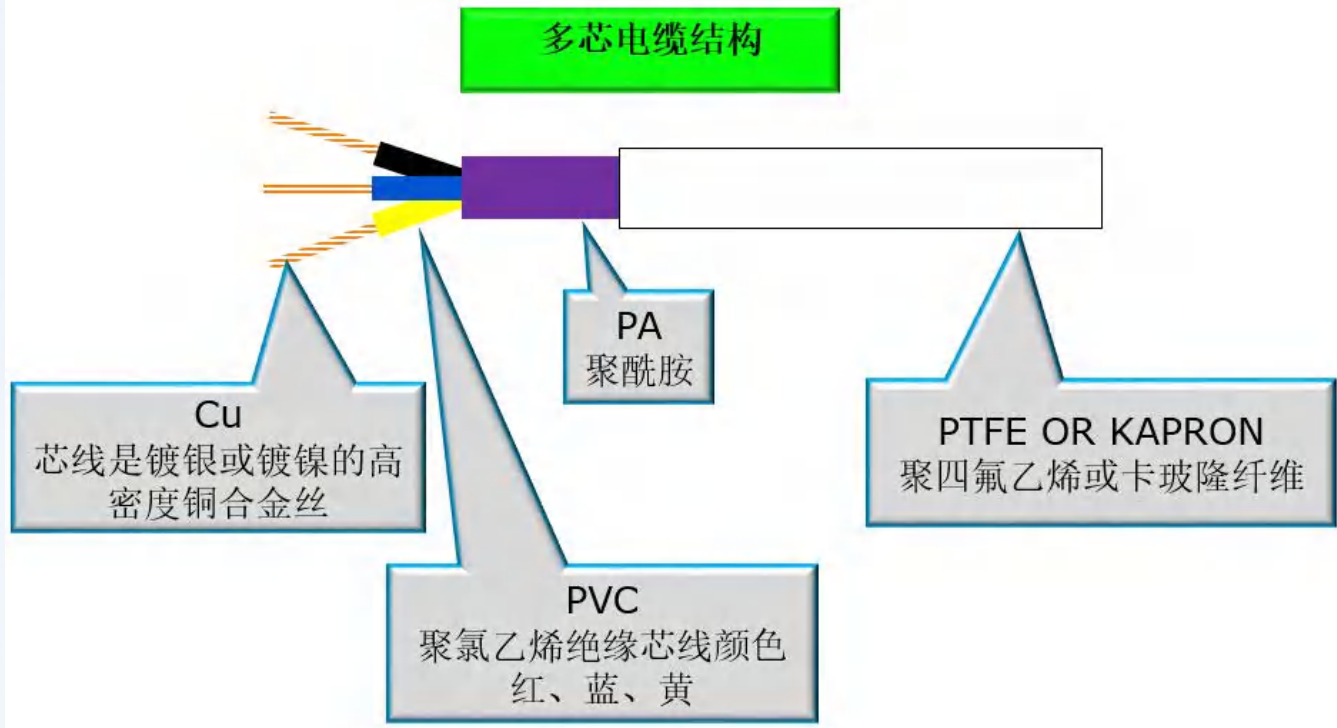 多芯电缆结构
PA
聚酰胺
Cu
芯线是镀银或镀镍的高
密度铜合金丝
PTFE OR KAPRON
聚四氟乙烯或卡玻隆纤维
PVC
聚氯乙烯绝缘芯线颜色
红、蓝、黄